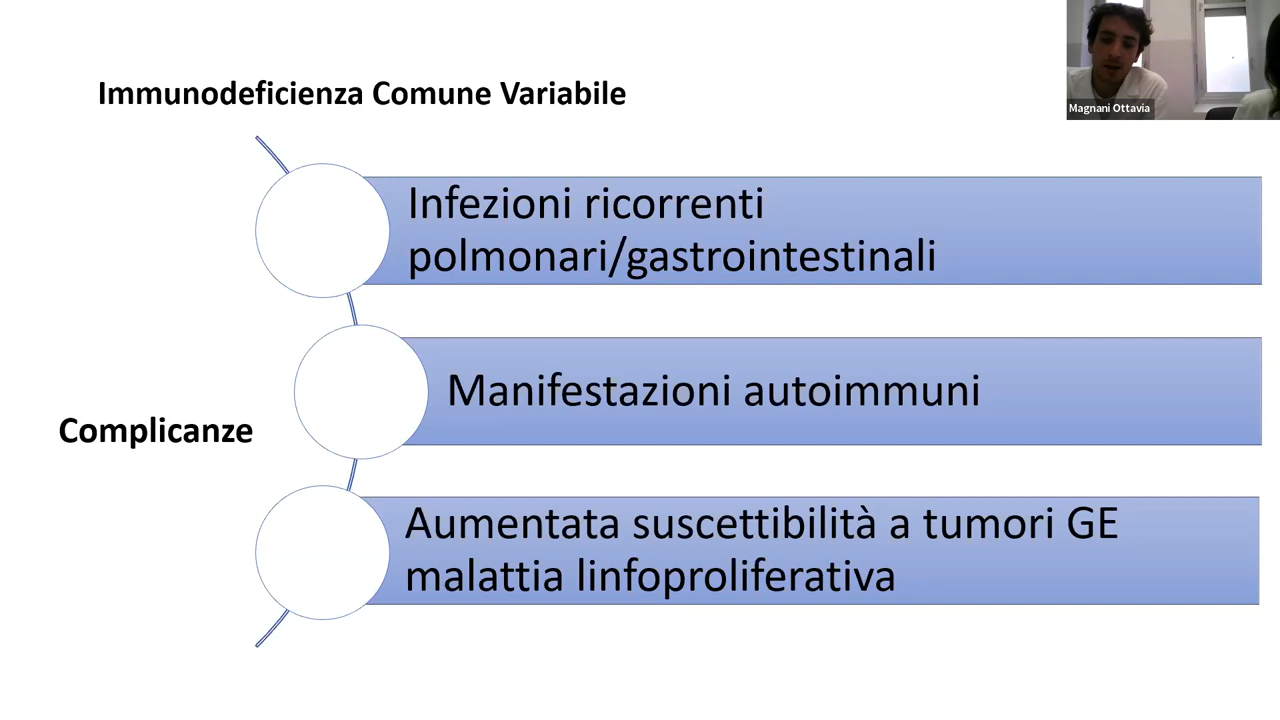 Immunodeficienza Comune Variabile
Magnani Ottavia
Infezioni ricorrenti
polmonari/gastrointestinali
Manifestazioni autoimmuni
Complicanze
Aumentata suscettibilità a tumori GE
malattia linfoproliferativa